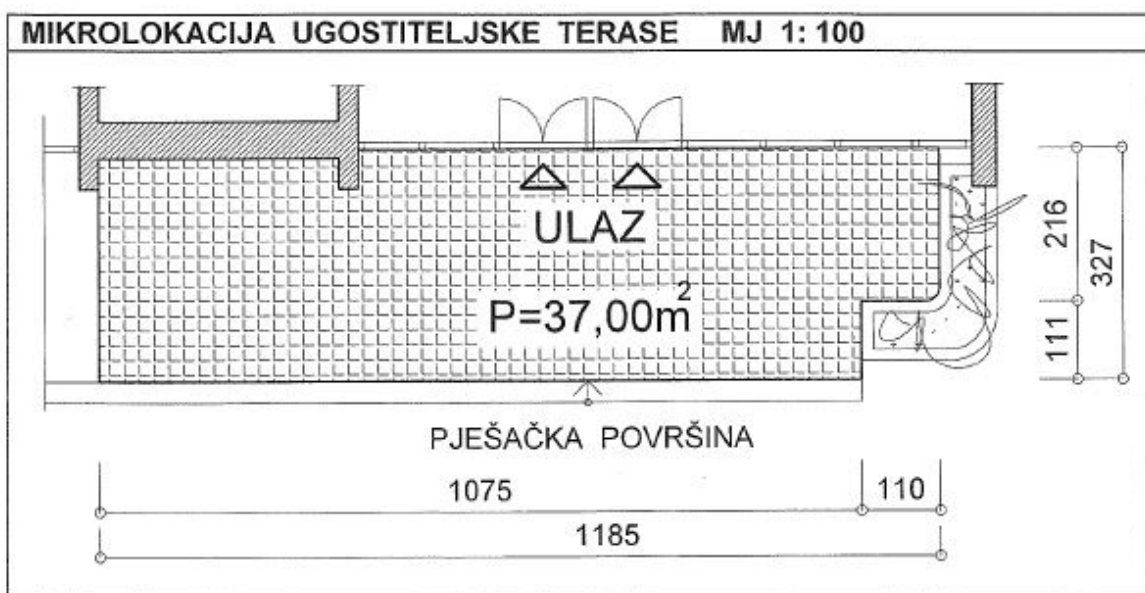 MIKROLOKACIJA UGOSTITELJSKE TERASE MJ 1: 100
ULAZ
P=37,00m²
216
327
111
PJEŠAČKA POVRŠINA
1075
110
1185